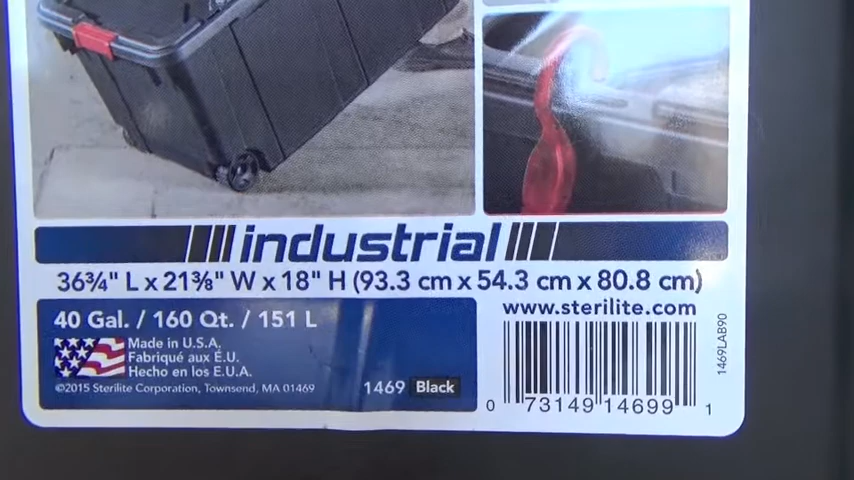 industrial
36¾" L x 21⅜" W x 18" H (93.3 cm x 54.3 cm x 80.8 cm)
40 Gal. / 160 Qt. / 151 L
Made in U.S.A.
Fabriqué aux É.U.
Hecho en los E.U.A.
©2015 Sterilite Corporation, Townsend, MA 01469
1469 Black
www.sterilite.com
0 73149 14699 1
1469LAB90